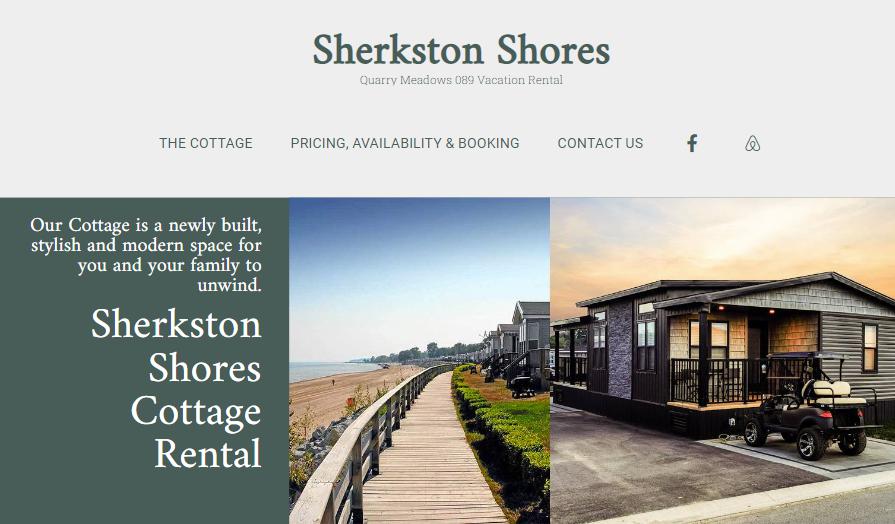 Sherkston Shores
Quarry Meadows 089 Vacation Rental
THE COTTAGE
PRICING, AVAILABILITY & BOOKING
CONTACT US
Our Cottage is a newly built,
stylish and modern space for
you and your family to
unwind.
Sherkston
Shores
Cottage
Rental